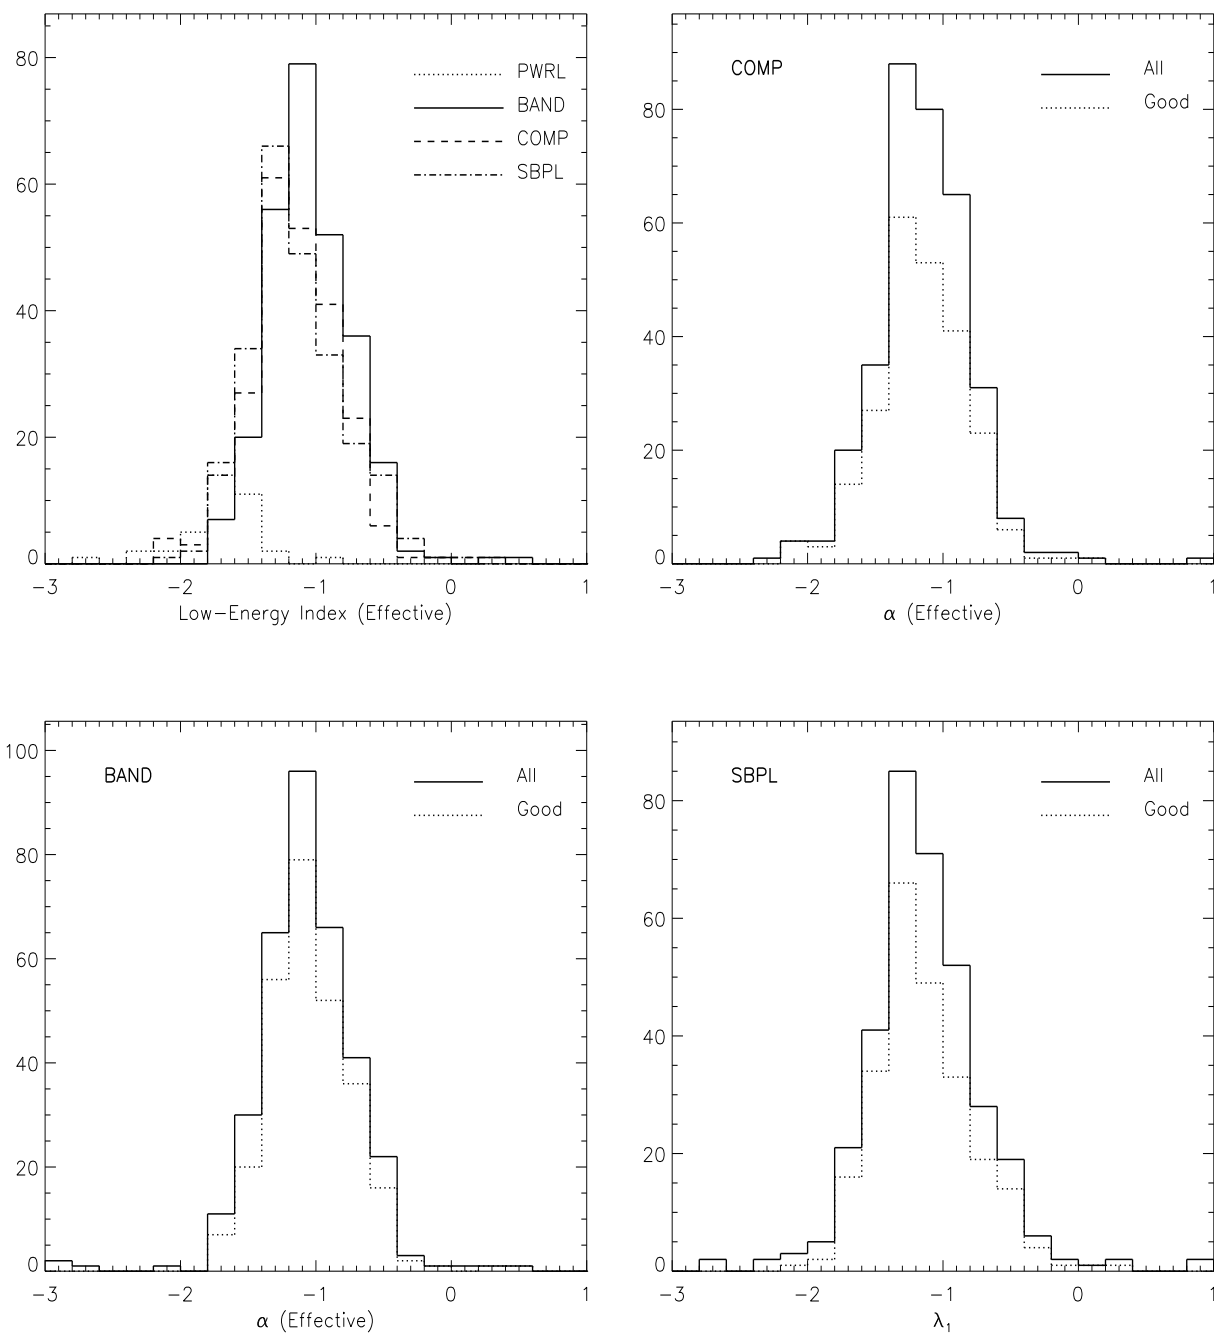 80
60
40
20
0
PWRL
BAND
COMP
SBPL
−3 −2 −1 0 1
Low−Energy Index (Effective)
80
60
40
20
0
COMP
All
Good
−3 −2 −1 0 1
α (Effective)
100
80
60
40
20
0
BAND
All
Good
−3 −2 −1 0 1
α (Effective)
80
60
40
20
0
SBPL
All
Good
−3 −2 −1 0 1
λ₁